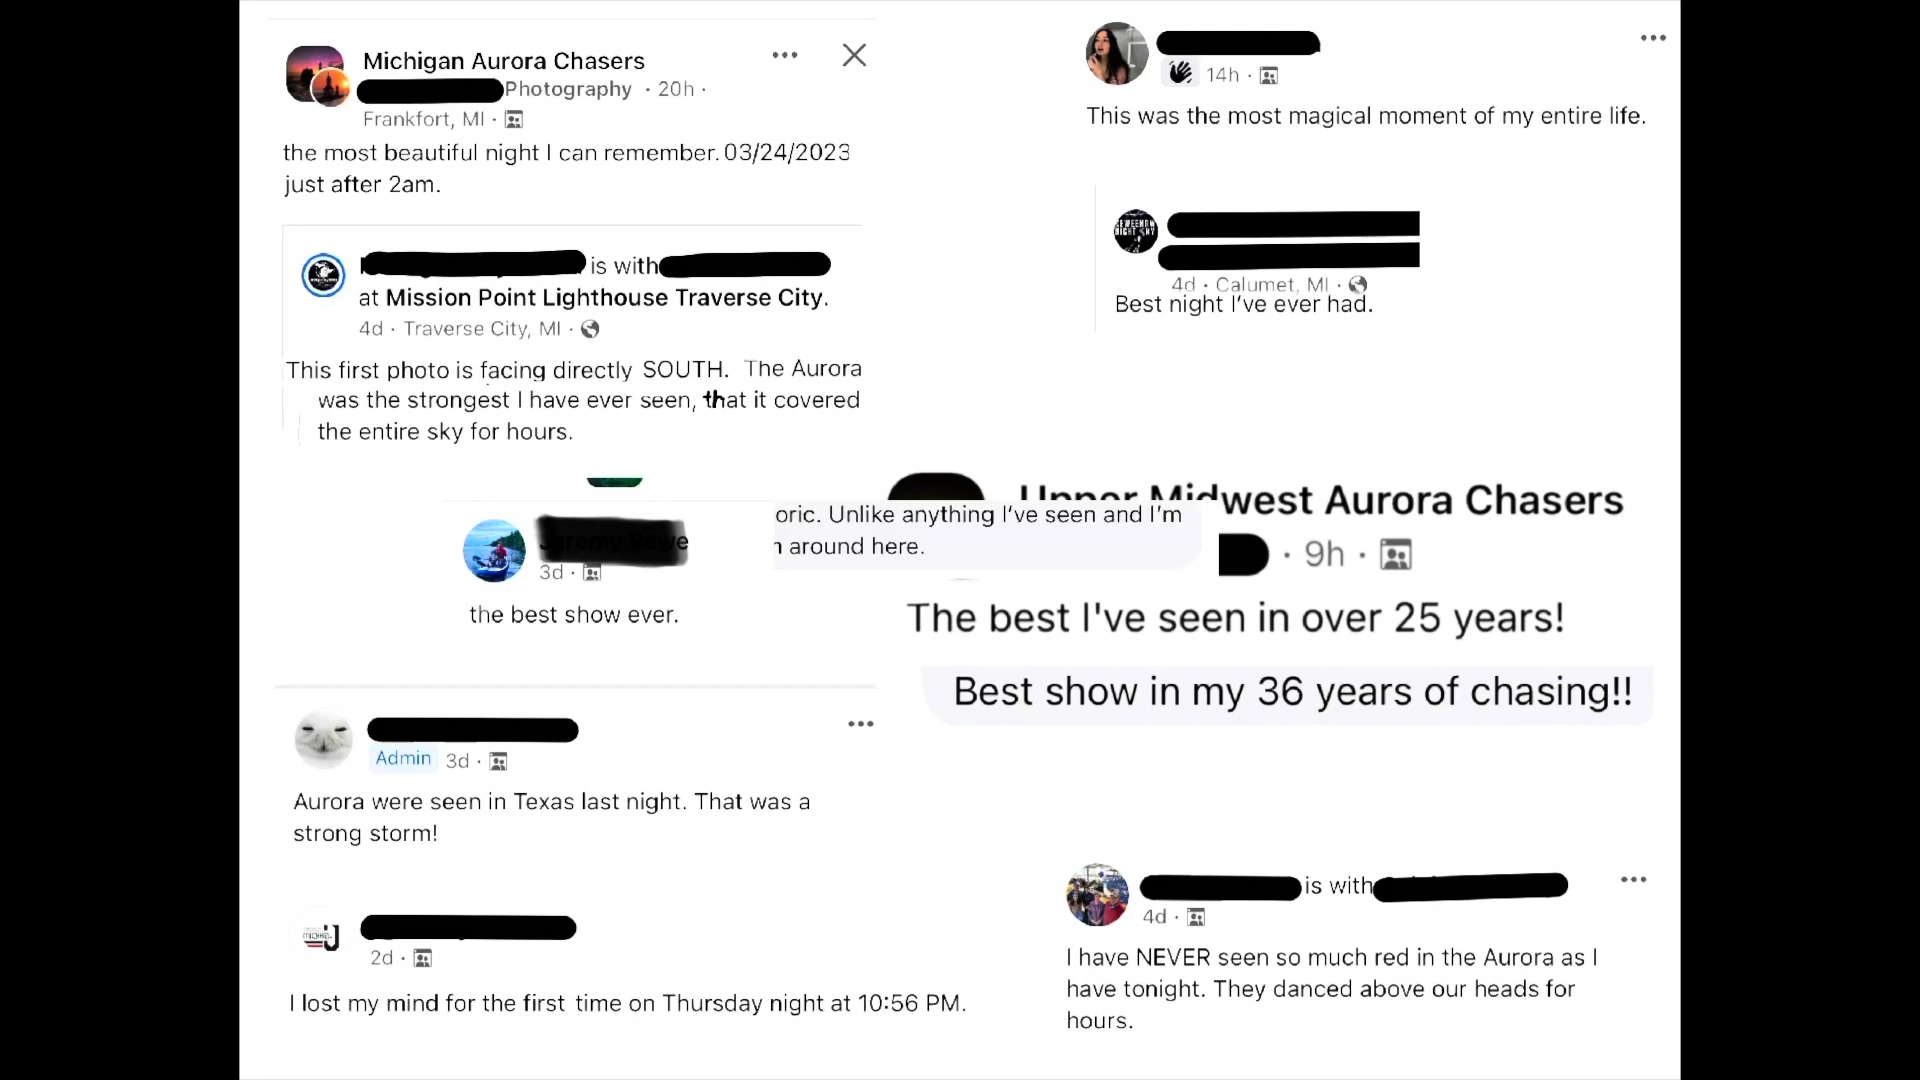 Michigan Aurora Chasers
Photography · 20h ·
Frankfort, MI ·
the most beautiful night I can remember. 03/24/2023
just after 2am.
is with
at Mission Point Lighthouse Traverse City.
4d · Traverse City, MI ·
This first photo is facing directly SOUTH. The Aurora
was the strongest I have ever seen, that it covered
the entire sky for hours.
14h ·
This was the most magical moment of my entire life.
4d · Calumet, MI ·
Best night I've ever had.
3d ·
the best show ever.
oric. Unlike anything I've seen and I'm
around here.
Upper Midwest Aurora Chasers
· 9h ·
The best I've seen in over 25 years!
Best show in my 36 years of chasing!!
Admin 3d ·
Aurora were seen in Texas last night. That was a
strong storm!
2d ·
I lost my mind for the first time on Thursday night at 10:56 PM.
is with
4d ·
I have NEVER seen so much red in the Aurora as I
have tonight. They danced above our heads for
hours.